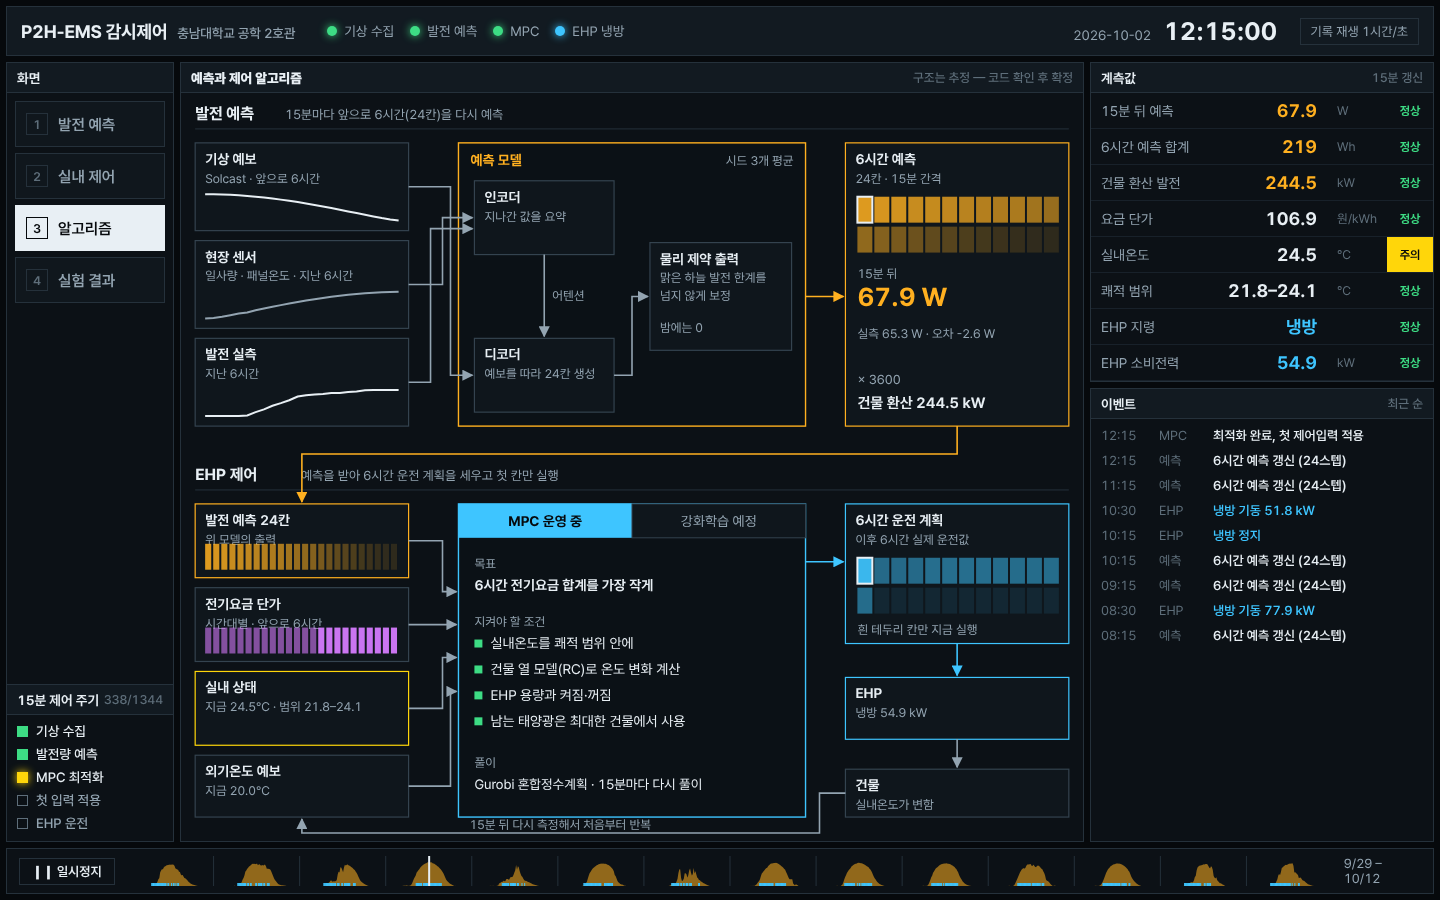 P2H-EMS 감시제어 충남대학교 공학 2호관 기상 수집 발전 예측 MPC EHP 냉방 2026-10-02 12:15:00 기록 재생 1시간/초
화면
1 발전 예측
2 실내 제어
3 알고리즘
4 실험 결과
15분 제어 주기 338/1344
기상 수집
발전량 예측
MPC 최적화
첫 입력 적용
EHP 운전
예측과 제어 알고리즘 구조는 추정 — 코드 확인 후 확정
발전 예측 15분마다 앞으로 6시간(24칸)을 다시 예측
기상 예보
Solcast · 앞으로 6시간
현장 센서
일사량 · 패널온도 · 지난 6시간
발전 실측
지난 6시간
예측 모델 시드 3개 평균
인코더
지나간 값을 요약
어텐션
디코더
예보를 따라 24칸 생성
물리 제약 출력
맑은 하늘 발전 한계를
넘지 않게 보정
밤에는 0
6시간 예측
24칸 · 15분 간격
15분 뒤
67.9 W
실측 65.3 W · 오차 -2.6 W
× 3600
건물 환산 244.5 kW
EHP 제어 예측을 받아 6시간 운전 계획을 세우고 첫 칸만 실행
발전 예측 24칸
위 모델의 출력
전기요금 단가
시간대별 · 앞으로 6시간
실내 상태
지금 24.5°C · 범위 21.8–24.1
외기온도 예보
지금 20.0°C
MPC 운영 중 강화학습 예정
목표
6시간 전기요금 합계를 가장 작게
지켜야 할 조건
실내온도를 쾌적 범위 안에
건물 열 모델(RC)로 온도 변화 계산
EHP 용량과 켜짐·꺼짐
남는 태양광은 최대한 건물에서 사용
풀이
Gurobi 혼합정수계획 · 15분마다 다시 풀이
15분 뒤 다시 측정해서 처음부터 반복
6시간 운전 계획
이후 6시간 실제 운전값
흰 테두리 칸만 지금 실행
EHP
냉방 54.9 kW
건물
실내온도가 변함
계측값 15분 갱신
15분 뒤 예측 67.9 W 정상
6시간 예측 합계 219 Wh 정상
건물 환산 발전 244.5 kW 정상
요금 단가 106.9 원/kWh 정상
실내온도 24.5 °C 주의
쾌적 범위 21.8–24.1 °C 정상
EHP 지령 냉방 정상
EHP 소비전력 54.9 kW 정상
이벤트 최근 순
12:15 MPC 최적화 완료, 첫 제어입력 적용
12:15 예측 6시간 예측 갱신 (24스텝)
11:15 예측 6시간 예측 갱신 (24스텝)
10:30 EHP 냉방 기동 51.8 kW
10:15 EHP 냉방 정지
10:15 예측 6시간 예측 갱신 (24스텝)
09:15 예측 6시간 예측 갱신 (24스텝)
08:30 EHP 냉방 기동 77.9 kW
08:15 예측 6시간 예측 갱신 (24스텝)
일시정지
9/29 –
10/12